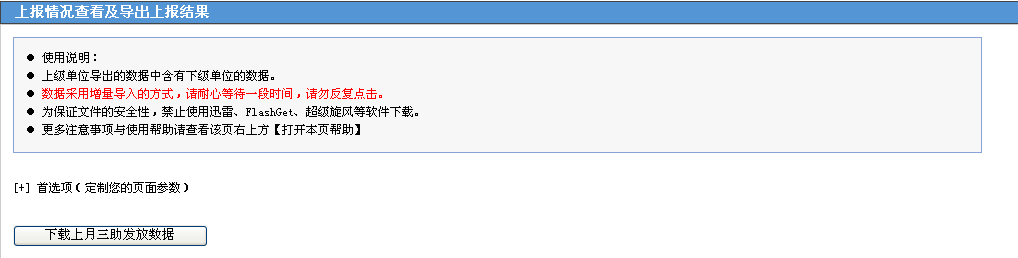 上报情况查看及导出上报结果
● 使用说明：
● 上级单位导出的数据中含有下级单位的数据。
● 数据采用增量导入的方式，请耐心等待一段时间，请勿反复点击。
● 为保证文件的安全性，禁止使用迅雷、FlashGet、超级旋风等软件下载。
● 更多注意事项与使用帮助请查看该页右上方【打开本页帮助】
[+] 首选项（定制您的页面参数）
下载上月三助发放数据